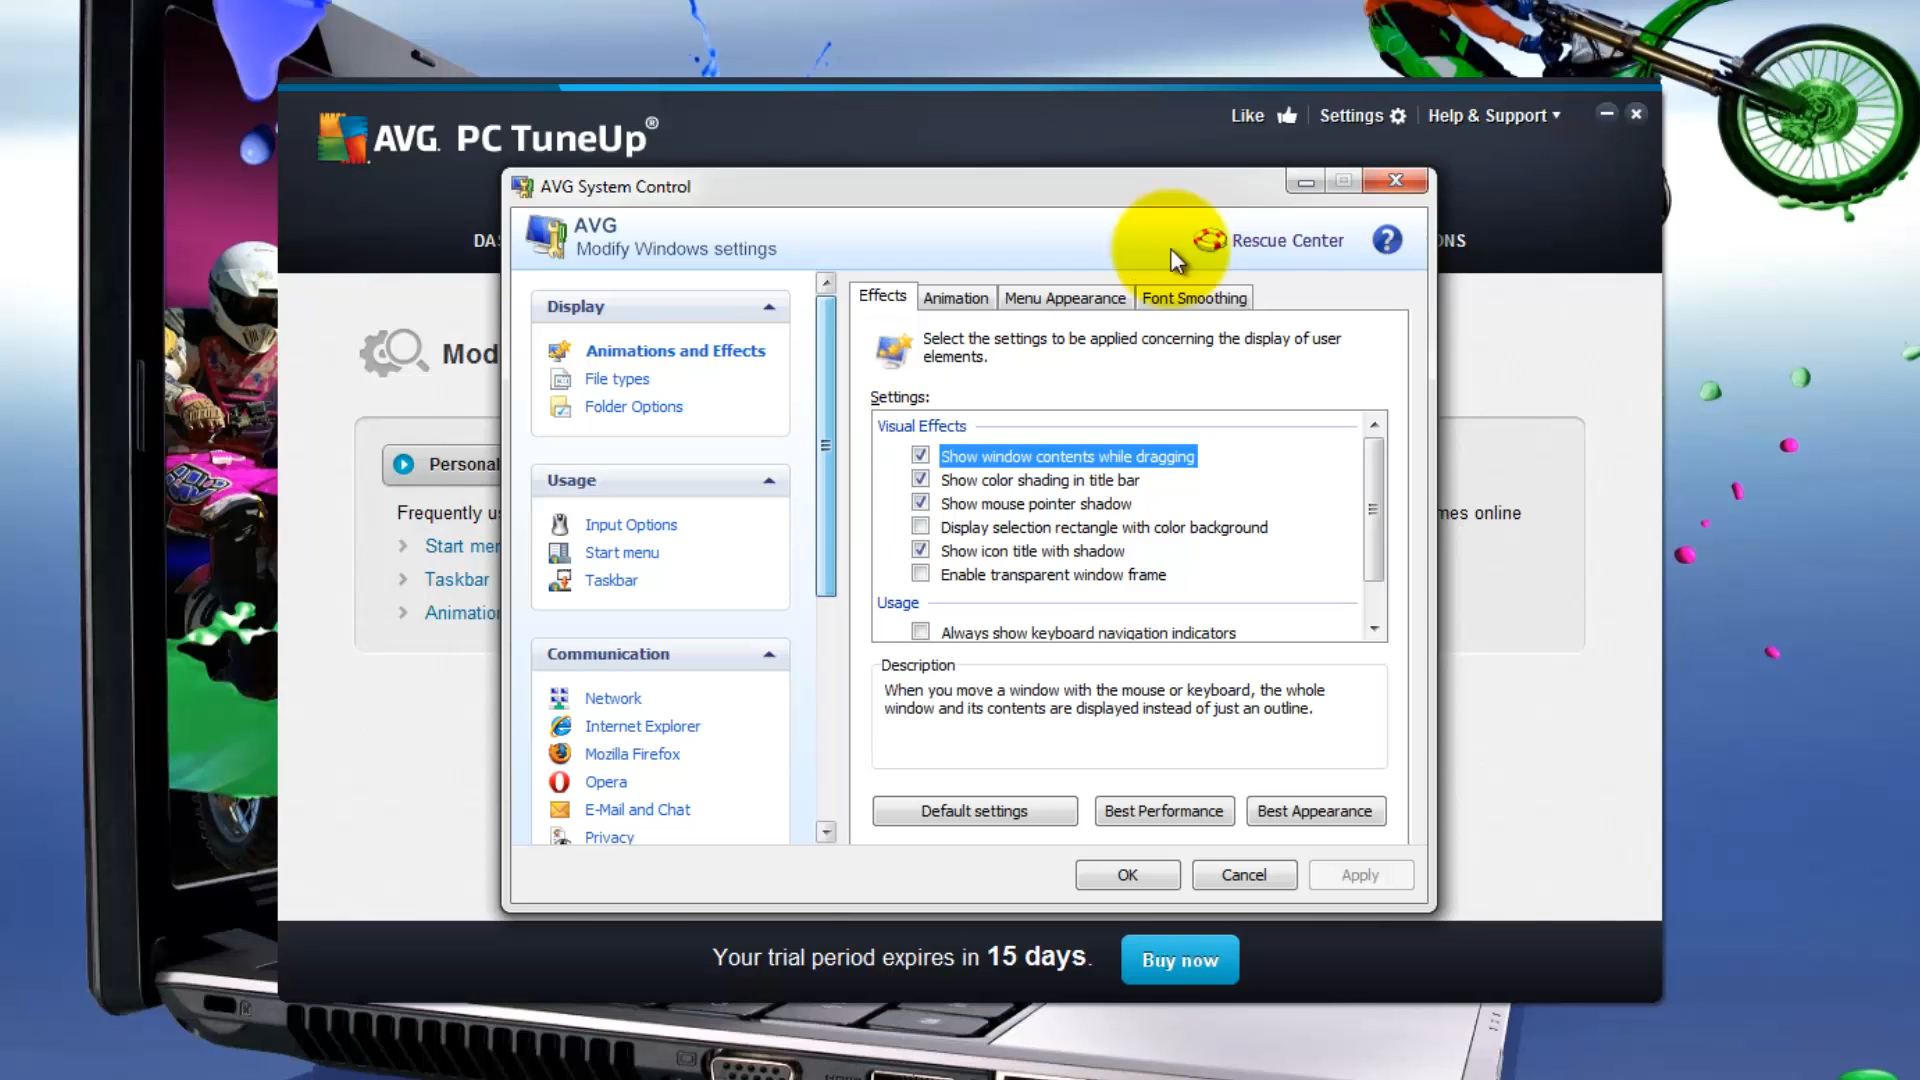 AVG. PC TuneUp®
Like
Settings
Help & Support
AVG System Control
AVG
Modify Windows settings
Rescue Center
?
DA
ONS
Display
Animations and Effects
File types
Folder Options
Usage
Input Options
Start menu
Taskbar
Communication
Network
Internet Explorer
Mozilla Firefox
Opera
E-Mail and Chat
Privacy
Effects
Animation
Menu Appearance
Font Smoothing
Select the settings to be applied concerning the display of user
elements.
Settings:
Visual Effects
Show window contents while dragging
Show color shading in title bar
Show mouse pointer shadow
Display selection rectangle with color background
Show icon title with shadow
Enable transparent window frame
Usage
Always show keyboard navigation indicators
Description
When you move a window with the mouse or keyboard, the whole
window and its contents are displayed instead of just an outline.
Default settings
Best Performance
Best Appearance
OK
Cancel
Apply
Mod
Personal
Frequently u
Start mer
Taskbar
Animation
mes online
Your trial period expires in 15 days.
Buy now